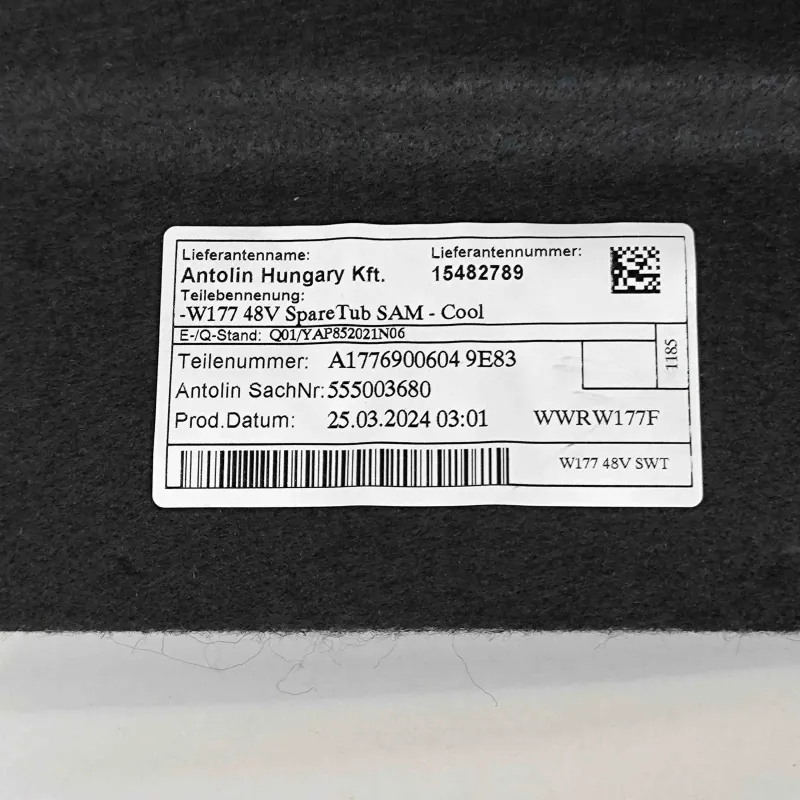 Lieferantenname: Lieferantennummer:
Antolin Hungary Kft. 15482789
Teilebennenung:
-W177 48V SpareTub SAM - Cool
E-/Q-Stand: Q01/YAP852021N06
1185
Teilenummer: A1776900604 9E83
Antolin SachNr: 555003680
Prod.Datum: 25.03.2024 03:01 WWRW177F
W177 48V SWT